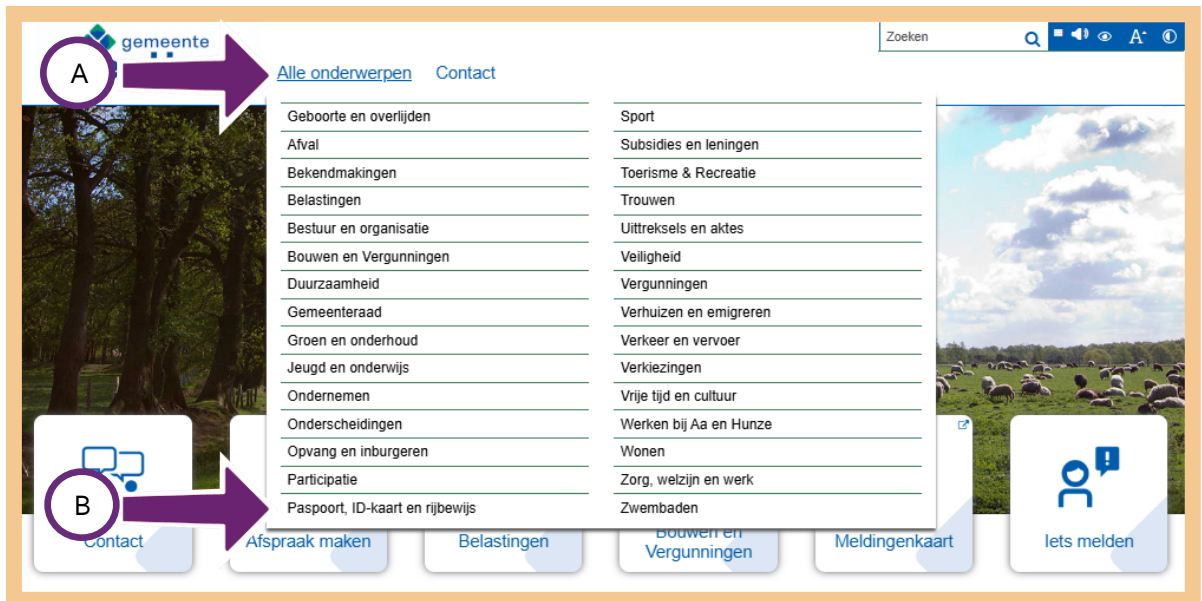 gemeente
Zoeken
A+
A
Alle onderwerpen Contact
Geboorte en overlijden
Afval
Bekendmakingen
Belastingen
Bestuur en organisatie
Bouwen en Vergunningen
Duurzaamheid
Gemeenteraad
Groen en onderhoud
Jeugd en onderwijs
Ondernemen
Onderscheidingen
Opvang en inburgeren
Participatie
Paspoort, ID-kaart en rijbewijs
Sport
Subsidies en leningen
Toerisme & Recreatie
Trouwen
Uittreksels en aktes
Veiligheid
Vergunningen
Verhuizen en emigreren
Verkeer en vervoer
Verkiezingen
Vrije tijd en cultuur
Werken bij Aa en Hunze
Wonen
Zorg, welzijn en werk
Zwembaden
B
Contact
Afspraak maken
Belastingen
Bouwen en
Vergunningen
Meldingenkaart
Iets melden